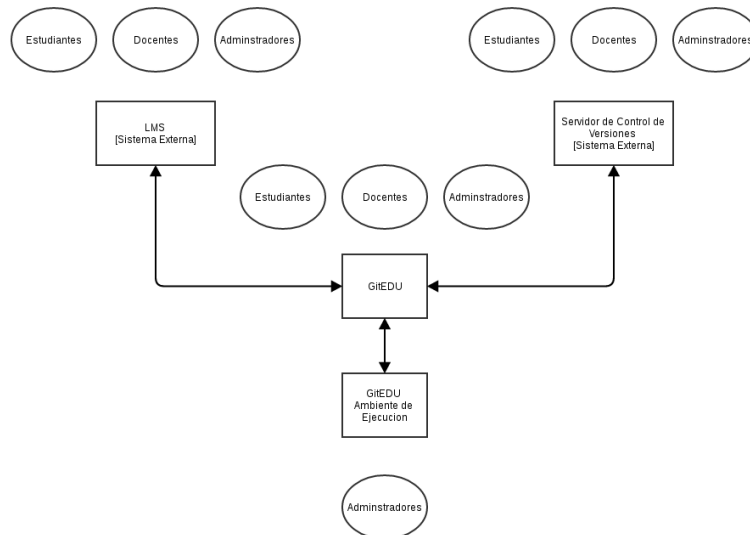 Estudiantes
Docentes
Adminstradores
Estudiantes
Docentes
Adminstradores
LMS
[Sistema Externa]
Servidor de Control de
Versiones
[Sistema Externa]
Estudiantes
Docentes
Adminstradores
GitEDU
GitEDU
Ambiente de
Ejecucion
Adminstradores